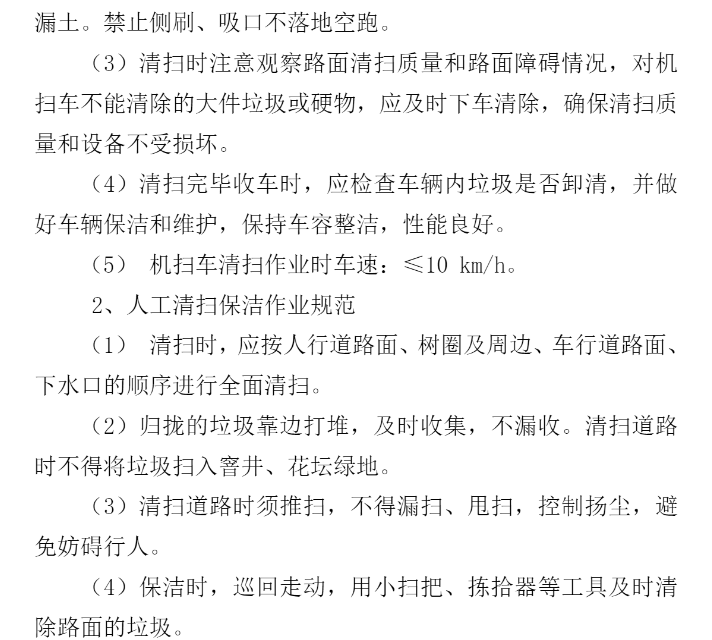 漏土。禁止侧刷、吸口不落地空跑。
（3）清扫时注意观察路面清扫质量和路面障碍情况，对机
扫车不能清除的大件垃圾或硬物，应及时下车清除，确保清扫质
量和设备不受损坏。
（4）清扫完毕收车时，应检查车辆内垃圾是否卸清，并做
好车辆保洁和维护，保持车容整洁，性能良好。
（5） 机扫车清扫作业时车速：≤10 km/h。
2、人工清扫保洁作业规范
（1） 清扫时，应按人行道路面、树圈及周边、车行道路面、
下水口的顺序进行全面清扫。
（2）归拢的垃圾靠边打堆，及时收集，不漏收。清扫道路
时不得将垃圾扫入窨井、花坛绿地。
（3）清扫道路时须推扫，不得漏扫、甩扫，控制扬尘，避
免妨碍行人。
（4）保洁时，巡回走动，用小扫把、拣拾器等工具及时清
除路面的垃圾。